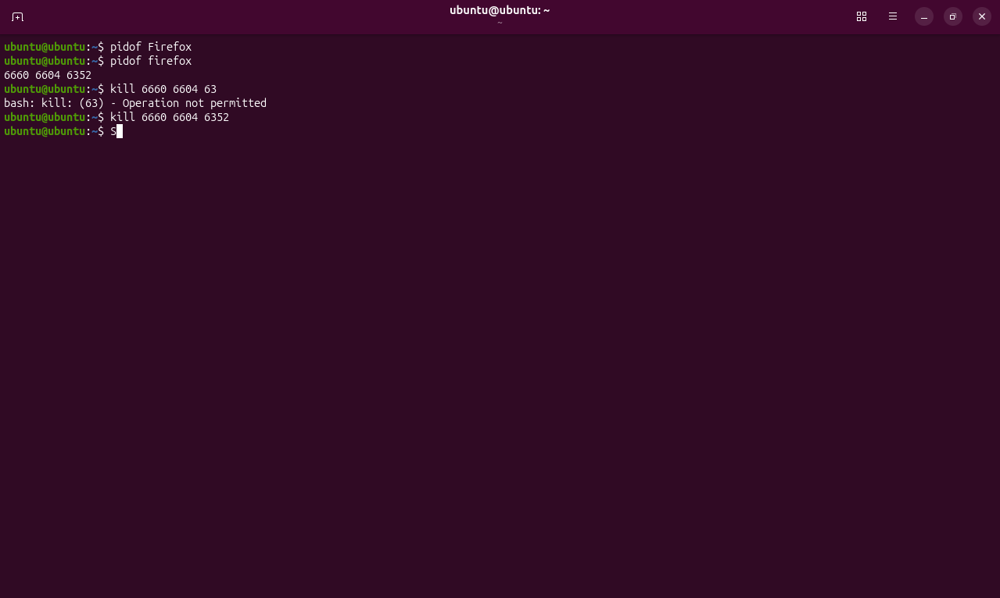 ubuntu@ubuntu: ~
~
ubuntu@ubuntu:~$ pidof Firefox
ubuntu@ubuntu:~$ pidof firefox
6660 6604 6352
ubuntu@ubuntu:~$ kill 6660 6604 63
bash: kill: (63) - Operation not permitted
ubuntu@ubuntu:~$ kill 6660 6604 6352
ubuntu@ubuntu:~$ S